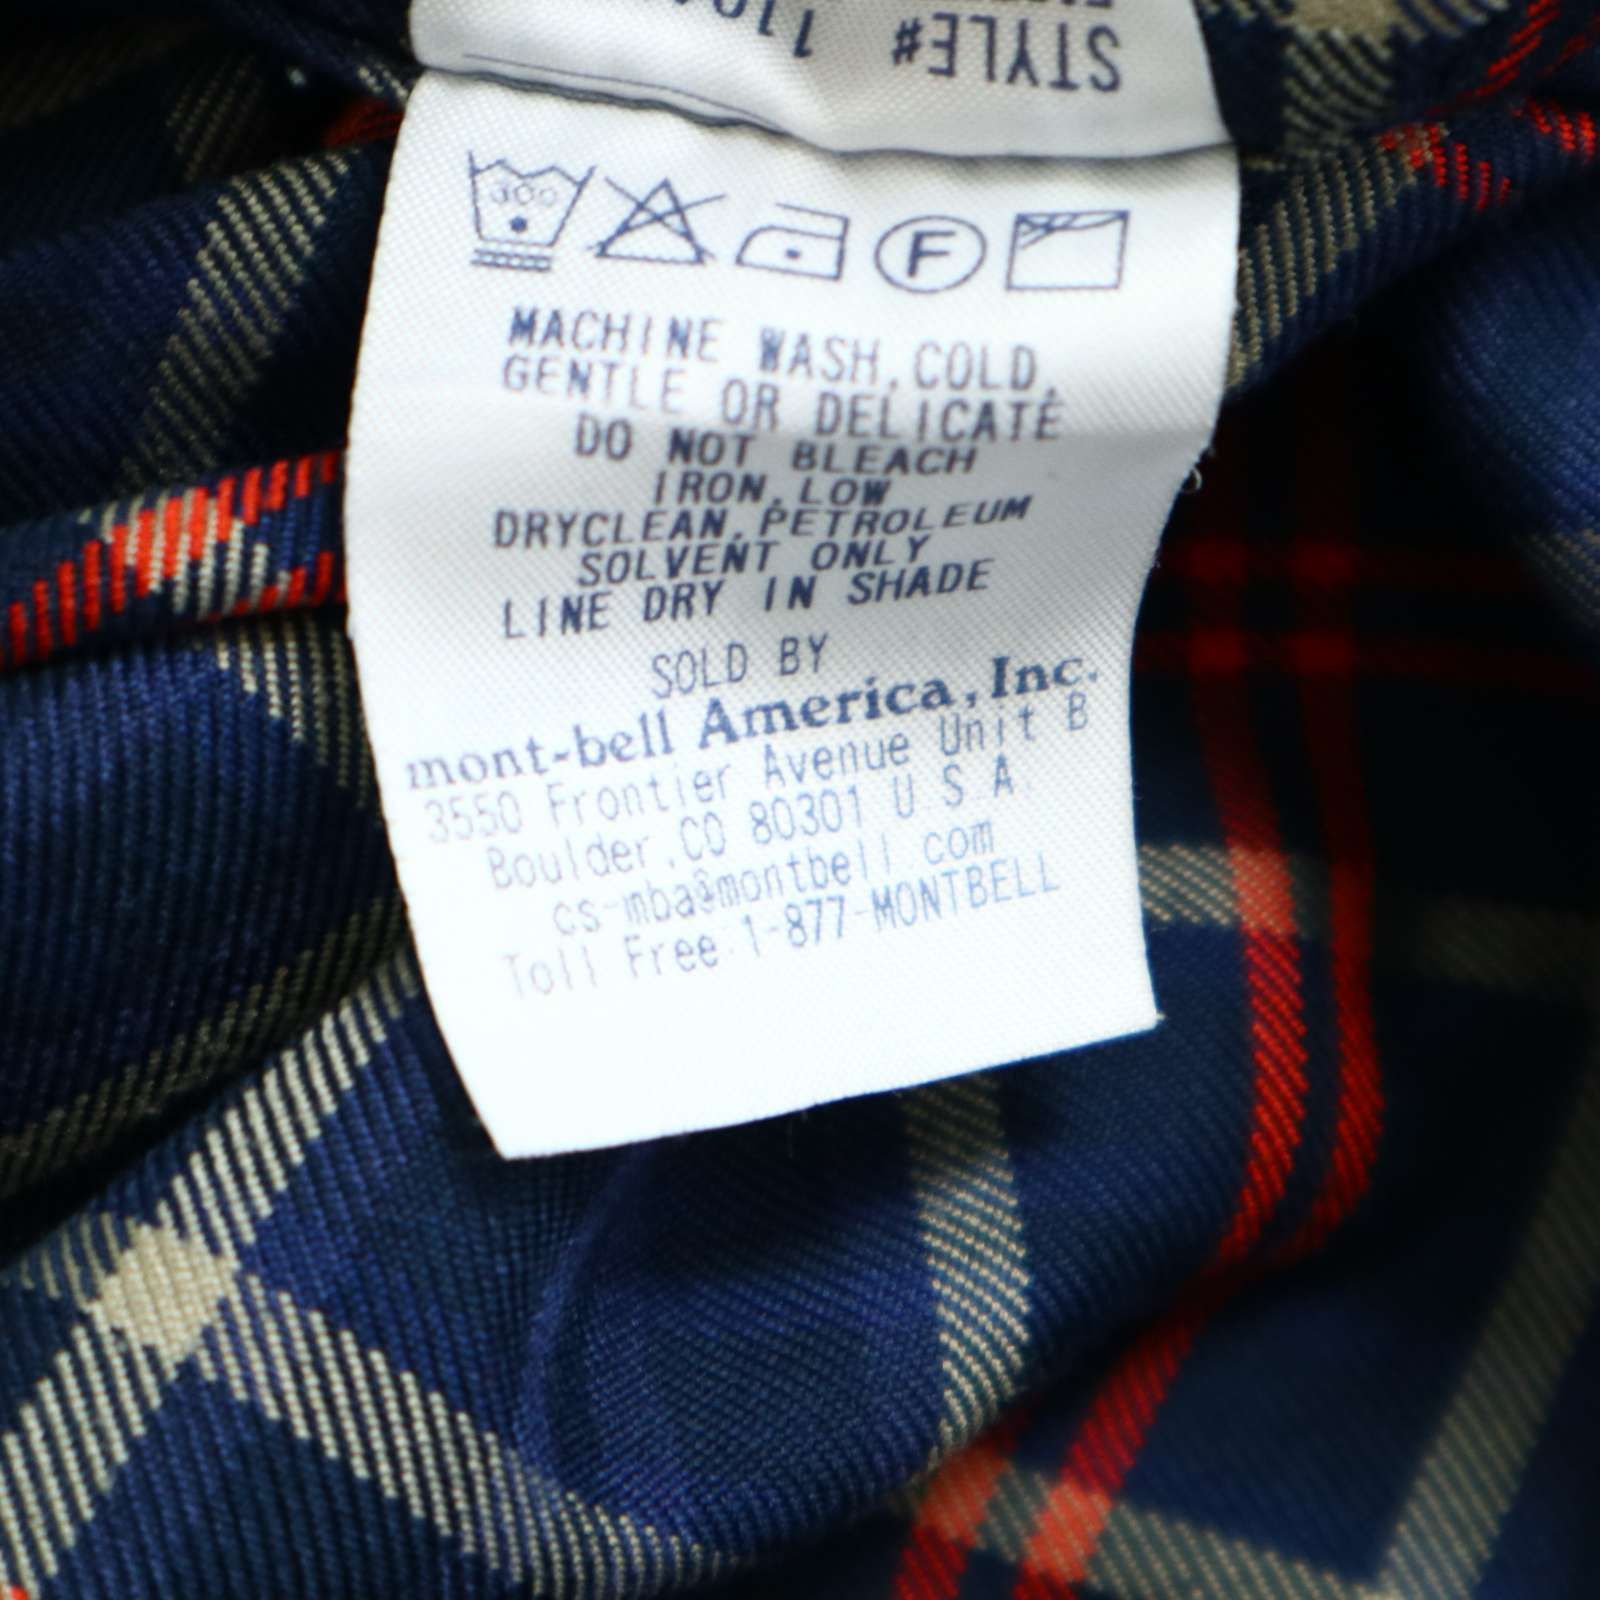 STYLE#
F
MACHINE WASH,COLD,
GENTLE OR DELICATE
DO NOT BLEACH
IRON,LOW
DRYCLEAN,PETROLEUM
SOLVENT ONLY
LINE DRY IN SHADE
SOLD BY
mont-bell America,Inc.
3550 Frontier Avenue Unit B
Boulder,CO 80301 U.S.A.
cs-mba@montbell.com
Toll Free:1-877-MONTBELL